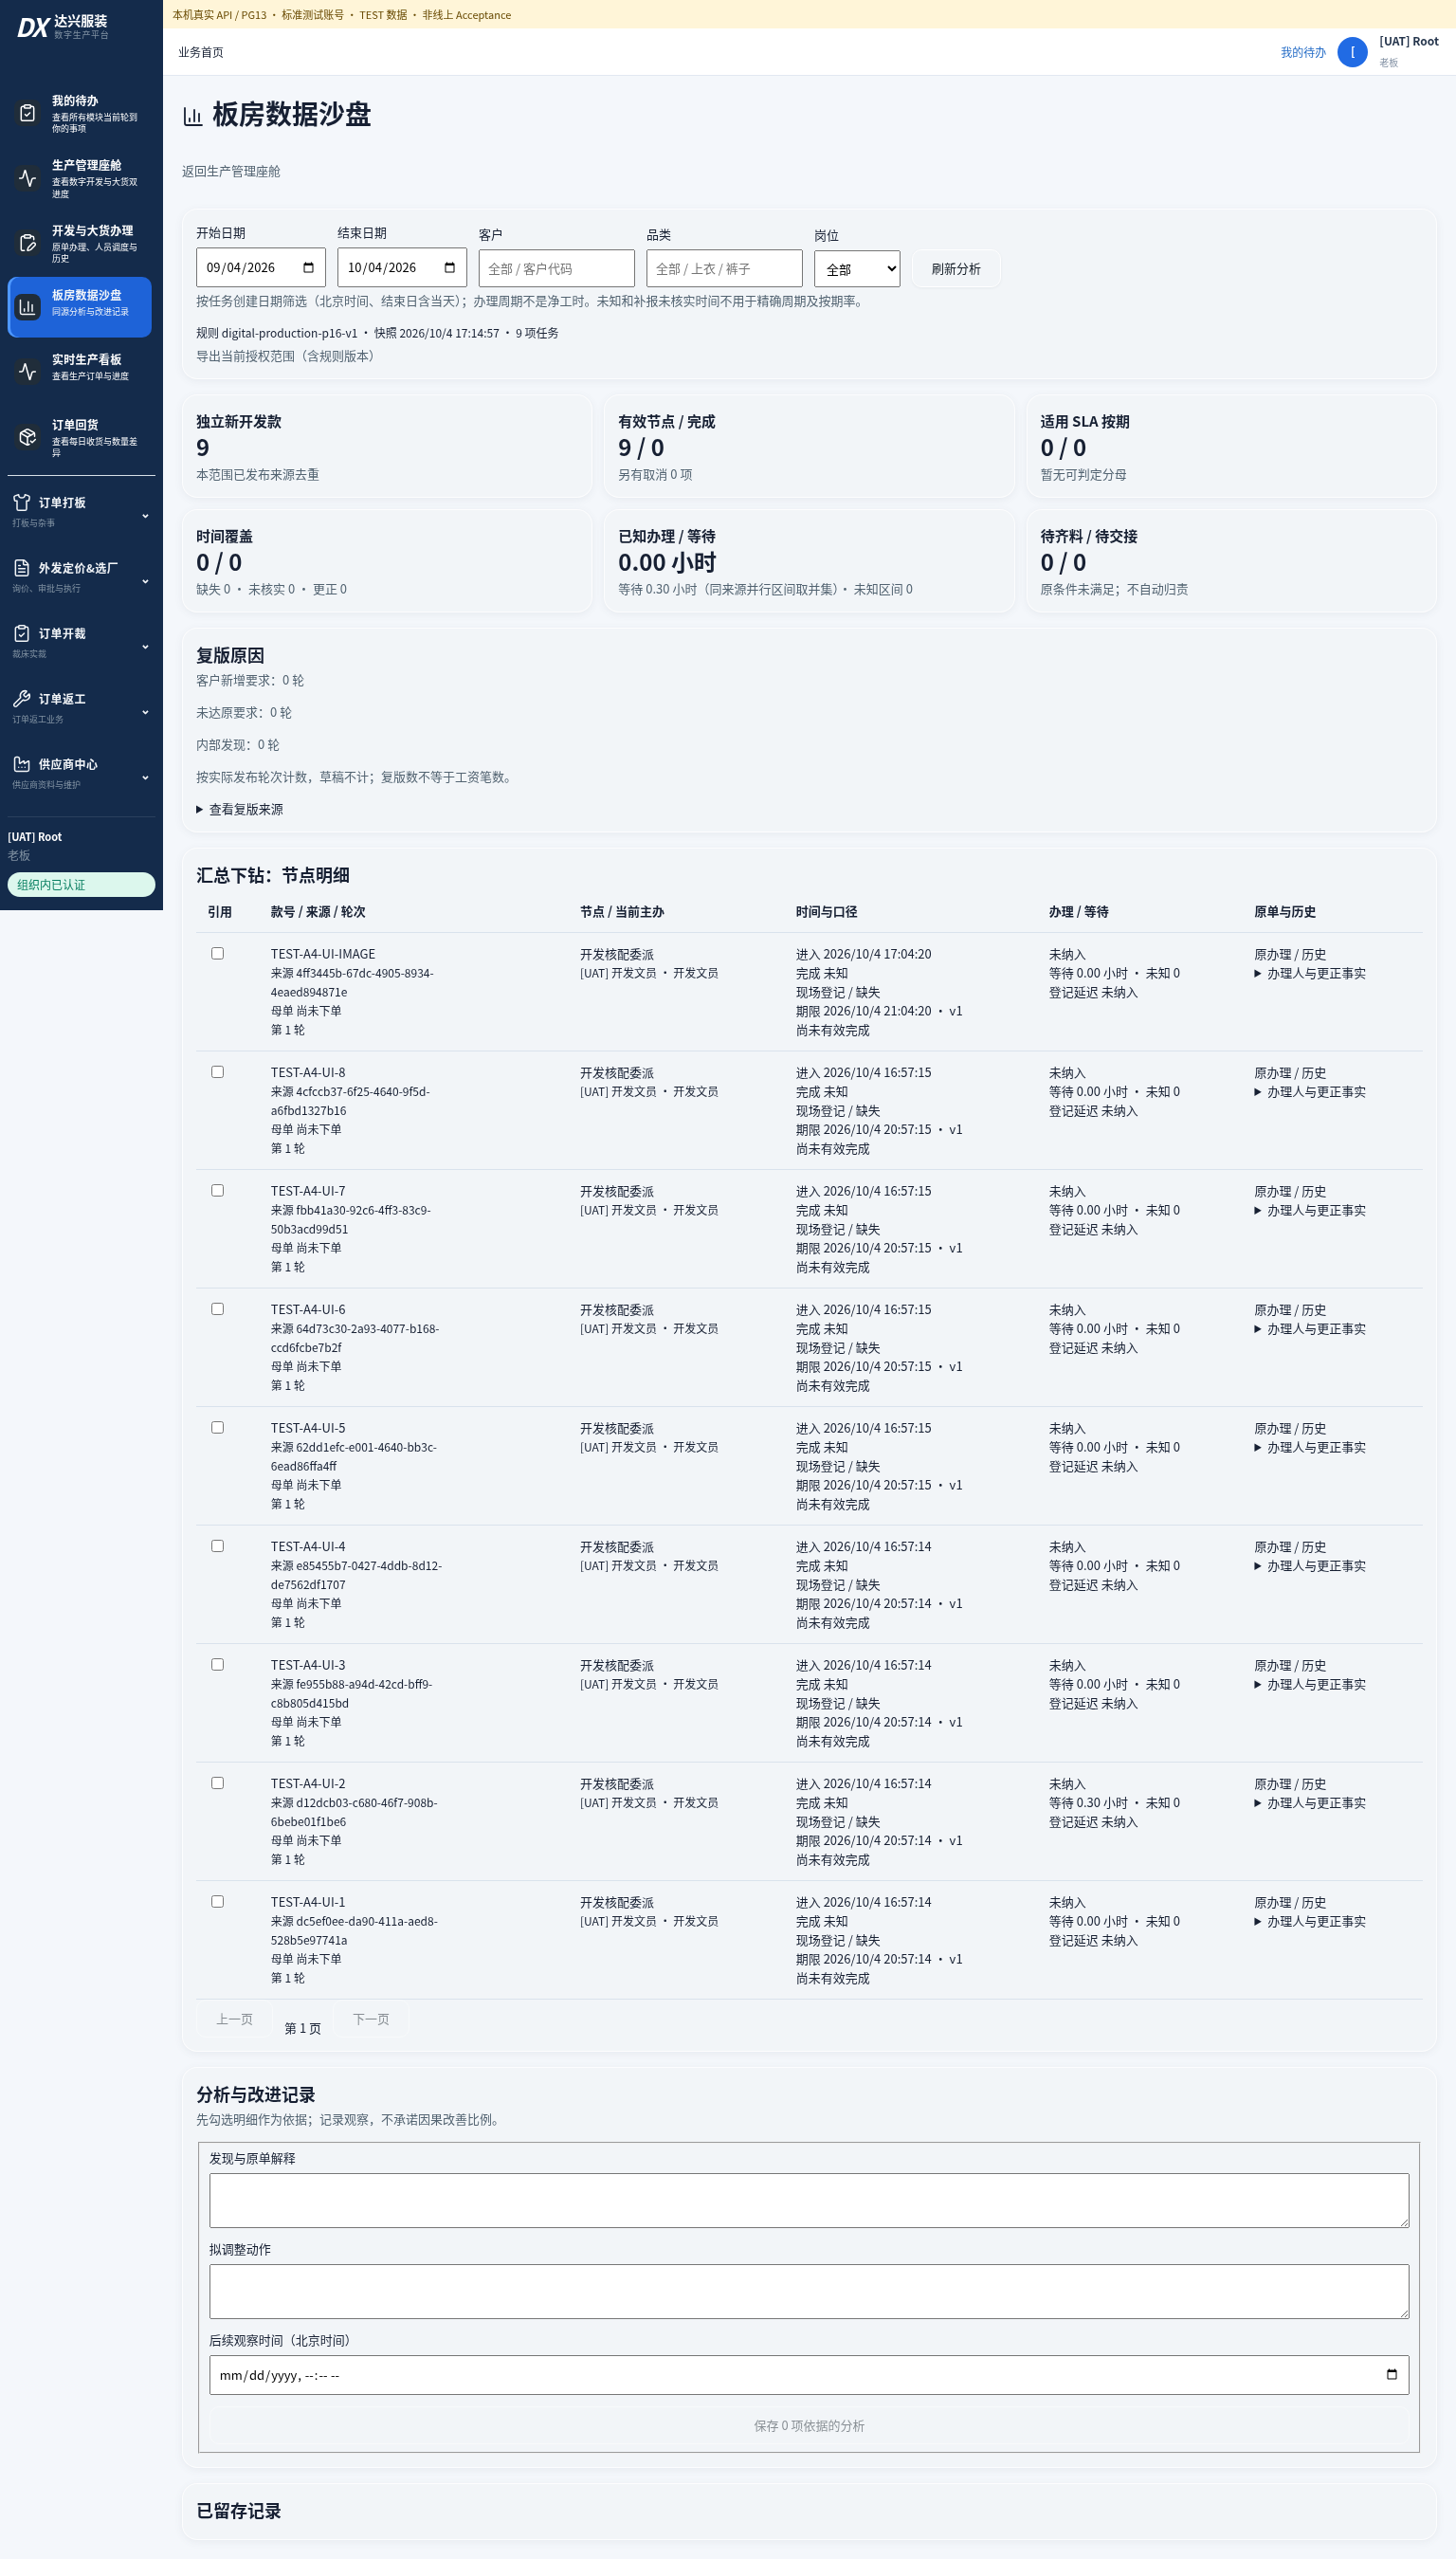 本机真实 API / PG13 · 标准测试账号 · TEST 数据 · 非线上 Acceptance
DX 达兴服装
数字生产平台
业务首页
我的待办
[
[UAT] Root
老板
我的待办
查看所有模块当前轮到
你的事项
生产管理座舱
查看数字开发与大货双
进度
开发与大货办理
原单办理、人员调度与
历史
板房数据沙盘
同源分析与改进记录
实时生产看板
查看生产订单与进度
订单回货
查看每日收货与数量差
异
订单打板
打板与杂事
外发定价&选厂
询价、审批与执行
订单开裁
裁床实裁
订单返工
订单返工业务
供应商中心
供应商资料与维护
[UAT] Root
老板
组织内已认证
板房数据沙盘
返回生产管理座舱
开始日期
09/04/2026
结束日期
10/04/2026
客户
全部 / 客户代码
品类
全部 / 上衣 / 裤子
岗位
全部
刷新分析
按任务创建日期筛选（北京时间、结束日含当天）；办理周期不是净工时。未知和补报未核实时间不用于精确周期及按期率。
规则 digital-production-p16-v1 · 快照 2026/10/4 17:14:57 · 9 项任务
导出当前授权范围（含规则版本）
独立新开发款
9
本范围已发布来源去重
有效节点 / 完成
9 / 0
另有取消 0 项
适用 SLA 按期
0 / 0
暂无可判定分母
时间覆盖
0 / 0
缺失 0 · 未核实 0 · 更正 0
已知办理 / 等待
0.00 小时
等待 0.30 小时（同来源并行区间取并集）· 未知区间 0
待齐料 / 待交接
0 / 0
原条件未满足；不自动归责
复版原因
客户新增要求：0 轮
未达原要求：0 轮
内部发现：0 轮
按实际发布轮次计数，草稿不计；复版数不等于工资笔数。
查看复版来源
汇总下钻：节点明细
引用 款号 / 来源 / 轮次 节点 / 当前主办 时间与口径 办理 / 等待 原单与历史
TEST-A4-UI-IMAGE 开发核配委派 进入 2026/10/4 17:04:20 未纳入 原办理 / 历史
来源 4ff3445b-67dc-4905-8934- [UAT] 开发文员 · 开发文员 完成 未知 等待 0.00 小时 · 未知 0 办理人与更正事实
4eaed894871e 现场登记 / 缺失 登记延迟 未纳入
母单 尚未下单 期限 2026/10/4 21:04:20 · v1
第 1 轮 尚未有效完成
TEST-A4-UI-8 开发核配委派 进入 2026/10/4 16:57:15 未纳入 原办理 / 历史
来源 4cfccb37-6f25-4640-9f5d- [UAT] 开发文员 · 开发文员 完成 未知 等待 0.00 小时 · 未知 0 办理人与更正事实
a6fbd1327b16 现场登记 / 缺失 登记延迟 未纳入
母单 尚未下单 期限 2026/10/4 20:57:15 · v1
第 1 轮 尚未有效完成
TEST-A4-UI-7 开发核配委派 进入 2026/10/4 16:57:15 未纳入 原办理 / 历史
来源 fbb41a30-92c6-4ff3-83c9- [UAT] 开发文员 · 开发文员 完成 未知 等待 0.00 小时 · 未知 0 办理人与更正事实
50b3acd99d51 现场登记 / 缺失 登记延迟 未纳入
母单 尚未下单 期限 2026/10/4 20:57:15 · v1
第 1 轮 尚未有效完成
TEST-A4-UI-6 开发核配委派 进入 2026/10/4 16:57:15 未纳入 原办理 / 历史
来源 64d73c30-2a93-4077-b168- [UAT] 开发文员 · 开发文员 完成 未知 等待 0.00 小时 · 未知 0 办理人与更正事实
ccd6fcbe7b2f 现场登记 / 缺失 登记延迟 未纳入
母单 尚未下单 期限 2026/10/4 20:57:15 · v1
第 1 轮 尚未有效完成
TEST-A4-UI-5 开发核配委派 进入 2026/10/4 16:57:15 未纳入 原办理 / 历史
来源 62dd1efc-e001-4640-bb3c- [UAT] 开发文员 · 开发文员 完成 未知 等待 0.00 小时 · 未知 0 办理人与更正事实
6ead86ffa4ff 现场登记 / 缺失 登记延迟 未纳入
母单 尚未下单 期限 2026/10/4 20:57:15 · v1
第 1 轮 尚未有效完成
TEST-A4-UI-4 开发核配委派 进入 2026/10/4 16:57:14 未纳入 原办理 / 历史
来源 e85455b7-0427-4ddb-8d12- [UAT] 开发文员 · 开发文员 完成 未知 等待 0.00 小时 · 未知 0 办理人与更正事实
de7562df1707 现场登记 / 缺失 登记延迟 未纳入
母单 尚未下单 期限 2026/10/4 20:57:14 · v1
第 1 轮 尚未有效完成
TEST-A4-UI-3 开发核配委派 进入 2026/10/4 16:57:14 未纳入 原办理 / 历史
来源 fe955b88-a94d-42cd-bff9- [UAT] 开发文员 · 开发文员 完成 未知 等待 0.00 小时 · 未知 0 办理人与更正事实
c8b805d415bd 现场登记 / 缺失 登记延迟 未纳入
母单 尚未下单 期限 2026/10/4 20:57:14 · v1
第 1 轮 尚未有效完成
TEST-A4-UI-2 开发核配委派 进入 2026/10/4 16:57:14 未纳入 原办理 / 历史
来源 d12dcb03-c680-46f7-908b- [UAT] 开发文员 · 开发文员 完成 未知 等待 0.30 小时 · 未知 0 办理人与更正事实
6bebe01f1be6 现场登记 / 缺失 登记延迟 未纳入
母单 尚未下单 期限 2026/10/4 20:57:14 · v1
第 1 轮 尚未有效完成
TEST-A4-UI-1 开发核配委派 进入 2026/10/4 16:57:14 未纳入 原办理 / 历史
来源 dc5ef0ee-da90-411a-aed8- [UAT] 开发文员 · 开发文员 完成 未知 等待 0.00 小时 · 未知 0 办理人与更正事实
528b5e97741a 现场登记 / 缺失 登记延迟 未纳入
母单 尚未下单 期限 2026/10/4 20:57:14 · v1
第 1 轮 尚未有效完成
上一页 第 1 页 下一页
分析与改进记录
先勾选明细作为依据；记录观察，不承诺因果改善比例。
发现与原单解释
拟调整动作
后续观察时间（北京时间）
mm/dd/yyyy, --:-- --
保存 0 项依据的分析
已留存记录